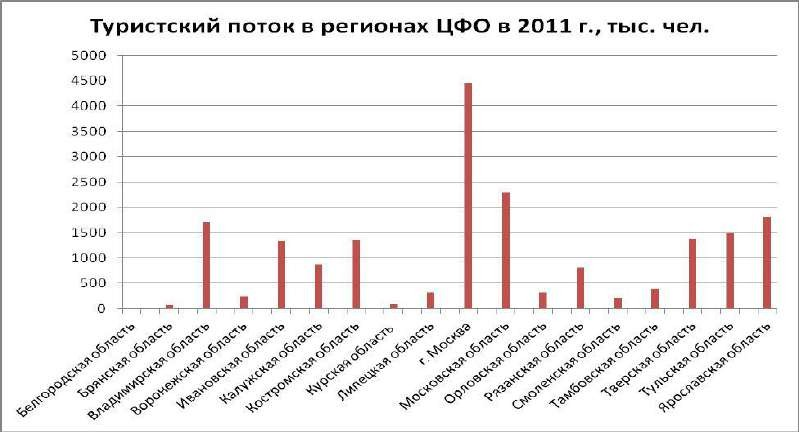 Туристский поток в регионах ЦФО в 2011 г., тыс. чел.
5000
4500
4000
3500
3000
2500
2000
1500
1000
500
0
Белгородская область
Брянская область
Владимирская область
Воронежская область
Ивановская область
Калужская область
Костромская область
Курская область
Липецкая область
г. Москва
Московская область
Орловская область
Рязанская область
Смоленская область
Тамбовская область
Тверская область
Тульская область
Ярославская область